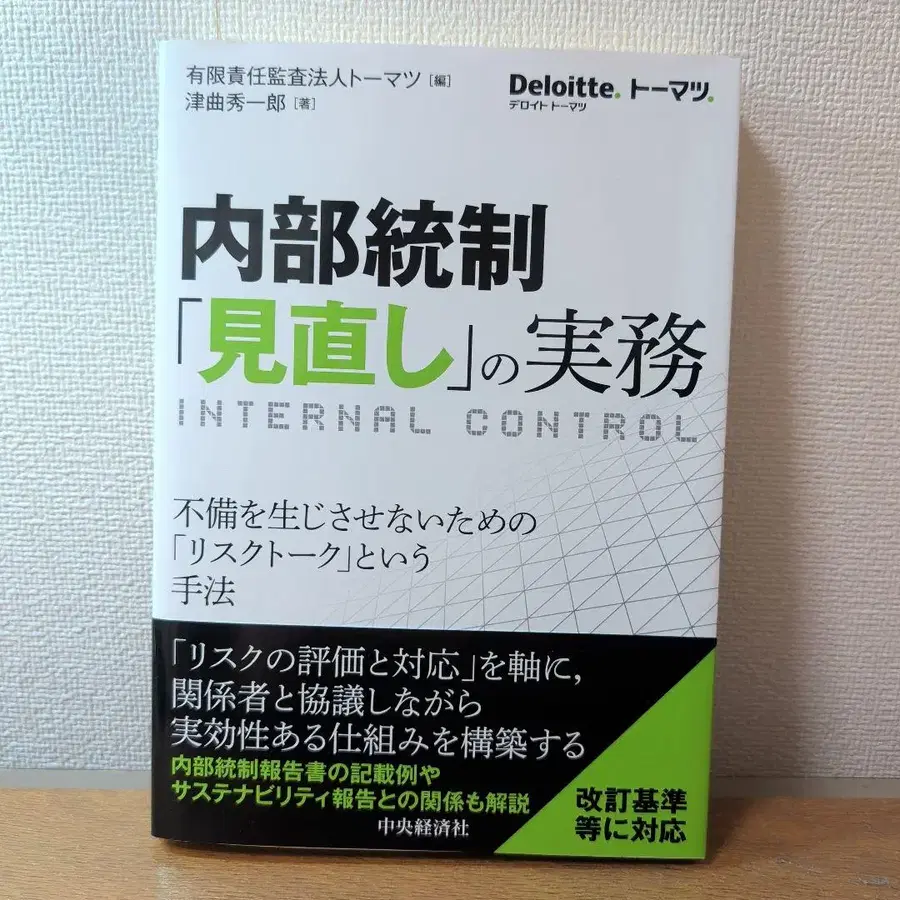 有限責任監査法人トーマツ［編］
津曲秀一郎［著］
Deloitte. トーマツ.
デロイト トーマツ
内部統制
「見直し」の実務
INTERNAL CONTROL
不備を生じさせないための
「リスクトーク」という
手法
「リスクの評価と対応」を軸に,
関係者と協議しながら
実効性ある仕組みを構築する
内部統制報告書の記載例や
サステナビリティ報告との関係も解説
中央経済社
改訂基準
等に対応